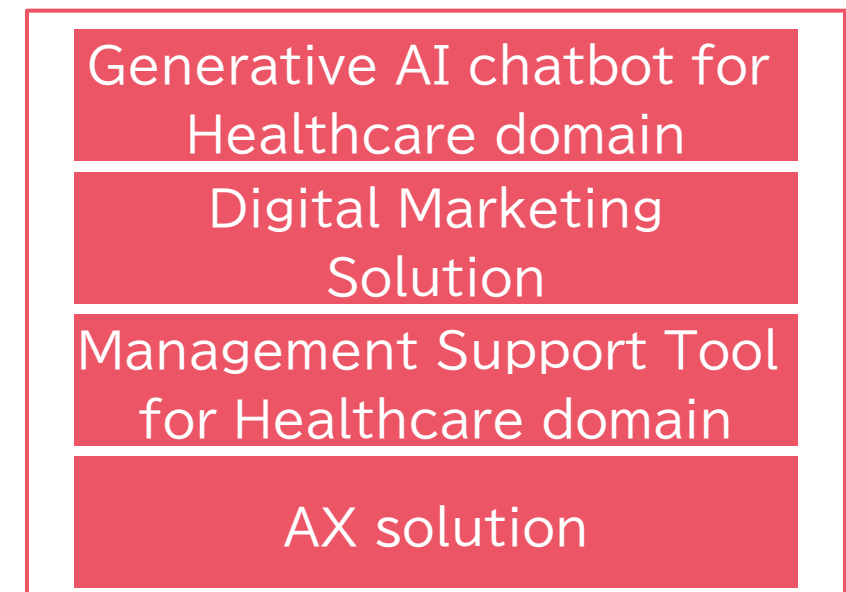 Generative AI chatbot for
Healthcare domain
Digital Marketing
Solution
Management Support Tool
for Healthcare domain
AX solution